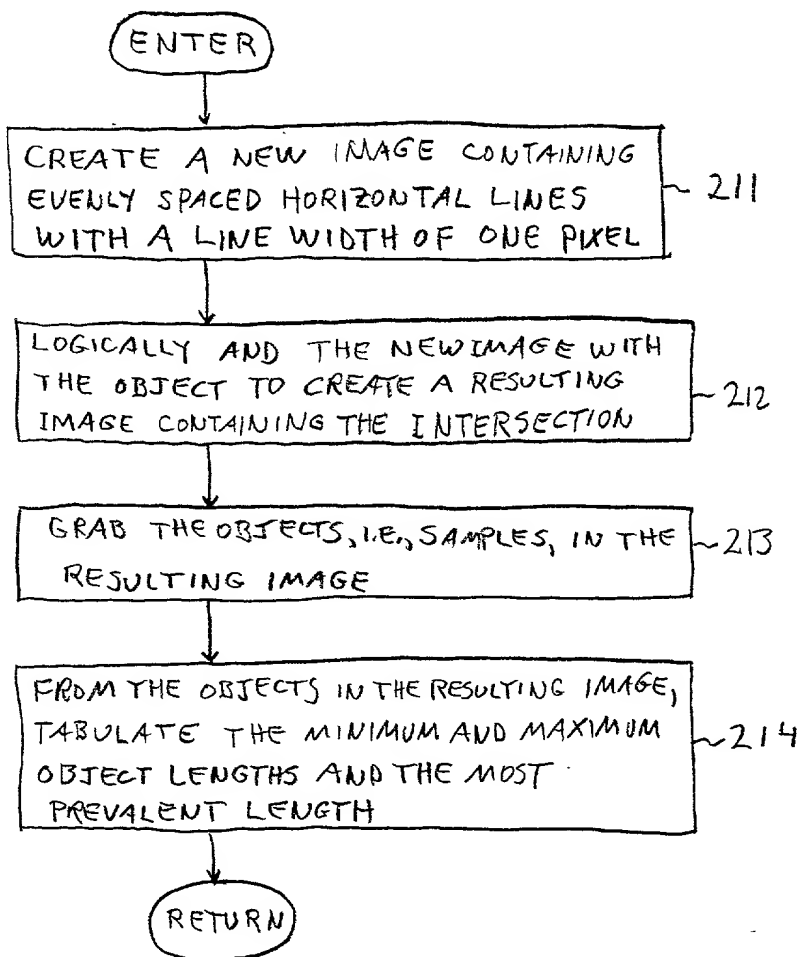 ENTER
CREATE A NEW IMAGE CONTAINING
EVENLY SPACED HORIZONTAL LINES
WITH A LINE WIDTH OF ONE PIXEL
211
LOGICALLY AND THE NEW IMAGE WITH
THE OBJECT TO CREATE A RESULTING
IMAGE CONTAINING THE INTERSECTION
212
GRAB THE OBJECTS, I.E., SAMPLES, IN THE
RESULTING IMAGE
213
FROM THE OBJECTS IN THE RESULTING IMAGE,
TABULATE THE MINIMUM AND MAXIMUM
OBJECT LENGTHS AND THE MOST
PREVALENT LENGTH
214
RETURN